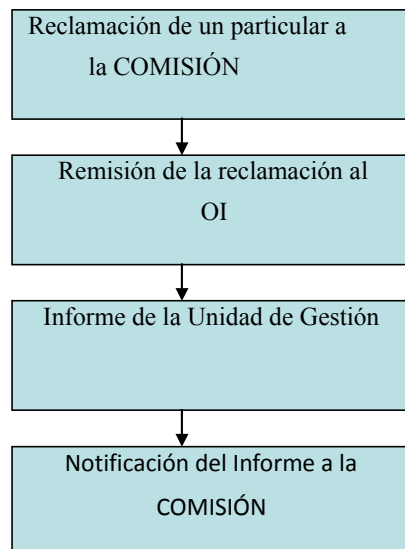 Reclamación de un particular a
la COMISIÓN
Remisión de la reclamación al
OI
Informe de la Unidad de Gestión
Notificación del Informe a la
COMISIÓN